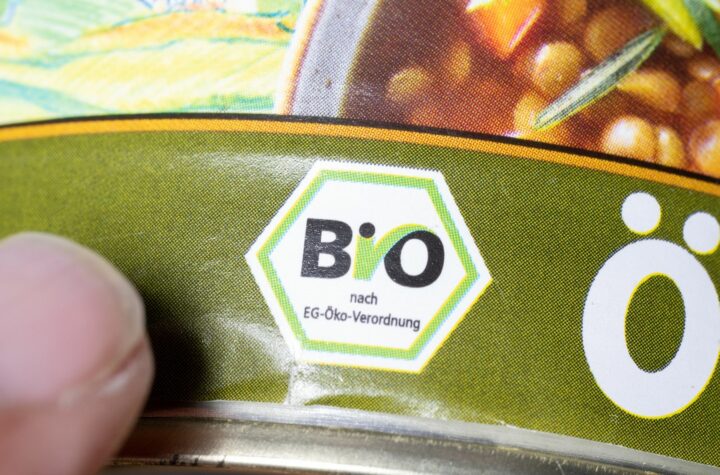 BiO
nach
EG-Öko-Verordnung
Ö